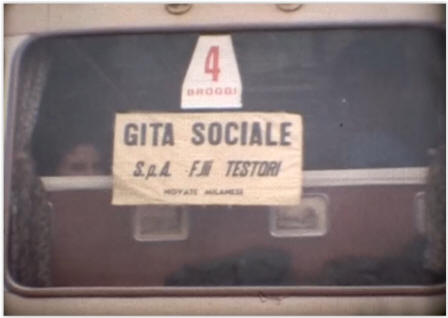 4
BROGGI
GITA SOCIALE
S.p.A. F.lli TESTORI
NOVATE MILANESE